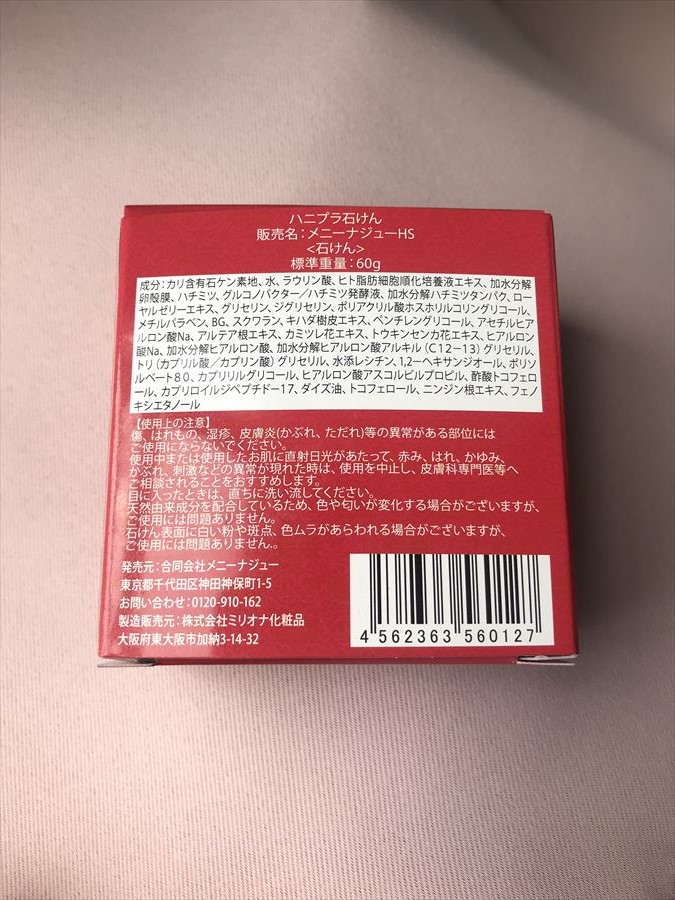 ハニプラ石けん
販売名：メニーナジューHS
<石けん>
標準重量：60g
成分：カリ含有石ケン素地、水、ラウリン酸、ヒト脂肪細胞順化培養液エキス、加水分解
卵殻膜、ハチミツ、グルコノバクター／ハチミツ発酵液、加水分解ハチミツタンパク、ロー
ヤルゼリーエキス、グリセリン、ジグリセリン、ポリアクリル酸ホスホリルコリングリコール、
メチルパラベン、BG、スクワラン、キハダ樹皮エキス、ペンチレングリコール、アセチルヒア
ルロン酸Na、アルテア根エキス、カミツレ花エキス、トウキンセンカ花エキス、ヒアルロン
酸Na、加水分解ヒアルロン酸、加水分解ヒアルロン酸アルキル（C12-13）グリセリル、
トリ（カプリル酸／カプリン酸）グリセリル、水添レシチン、1,2-ヘキサンジオール、ポリソ
ルベート80、カプリリルグリコール、ヒアルロン酸アスコルビルプロピル、酢酸トコフェロ
ール、カプロイルジペプチド-17、ダイズ油、トコフェロール、ニンジン根エキス、フェノ
キシエタノール
【使用上の注意】
傷、はれもの、湿疹、皮膚炎(かぶれ、ただれ)等の異常がある部位には
ご使用にならないでください。
使用中または使用したお肌に直射日光があたって、赤み、はれ、かゆみ、
かぶれ、刺激などの異常が現れた時は、使用を中止し、皮膚科専門医等へ
ご相談されることをおすすめします。
目に入ったときは、直ちに洗い流してください。
天然由来成分を配合しているため、色や匂いが変化する場合がございますが、
ご使用には問題ありません。
石けん表面に白い粉や斑点、色ムラがあらわれる場合がございますが、
ご使用には問題ありません。。
発売元：合同会社メニーナジュー
東京都千代田区神田神保町1-5
お問い合わせ：0120-910-162
製造販売元：株式会社ミリオナ化粧品
大阪府東大阪市加納3-14-32
4 562363 560127